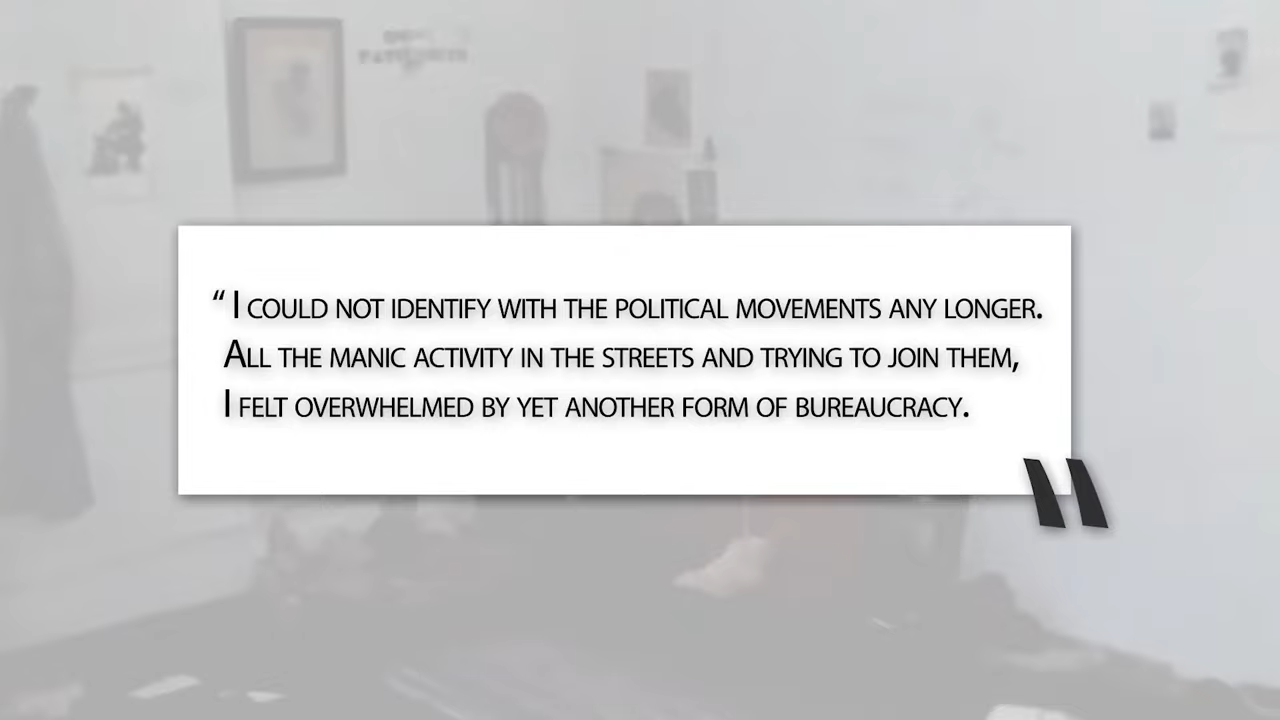 “ I COULD NOT IDENTIFY WITH THE POLITICAL MOVEMENTS ANY LONGER.
ALL THE MANIC ACTIVITY IN THE STREETS AND TRYING TO JOIN THEM,
I FELT OVERWHELMED BY YET ANOTHER FORM OF BUREAUCRACY.
"